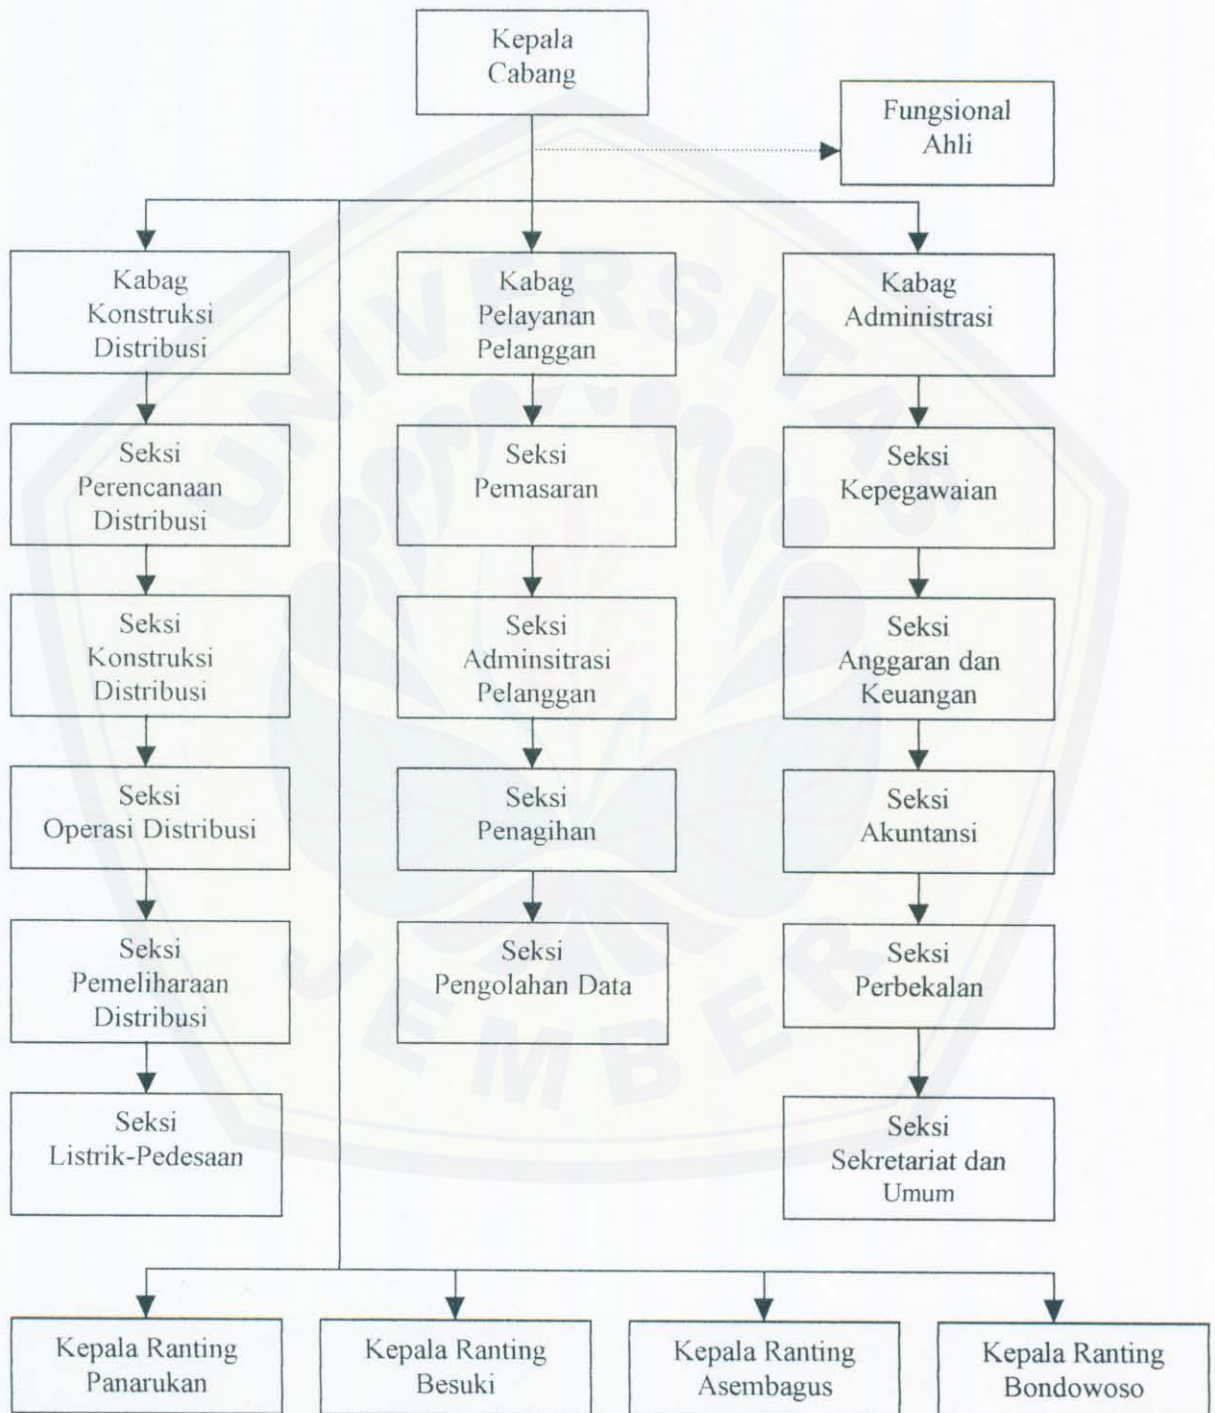 Kepala
Cabang
Fungsional
Ahli
Kabag
Konstruksi
Distribusi
Kabag
Pelayanan
Pelanggan
Kabag
Administrasi
Seksi
Perencanaan
Distribusi
Seksi
Pemasaran
Seksi
Kepegawaian
Seksi
Konstruksi
Distribusi
Seksi
Adminsitrasi
Pelanggan
Seksi
Anggaran dan
Keuangan
Seksi
Operasi Distribusi
Seksi
Penagihan
Seksi
Akuntansi
Seksi
Pemeliharaan
Distribusi
Seksi
Pengolahan Data
Seksi
Perbekalan
Seksi
Listrik-Pedesaan
Seksi
Sekretariat dan
Umum
Kepala Ranting
Panarukan
Kepala Ranting
Besuki
Kepala Ranting
Asembagus
Kepala Ranting
Bondowoso
UNIVERSITAS
JEMBER